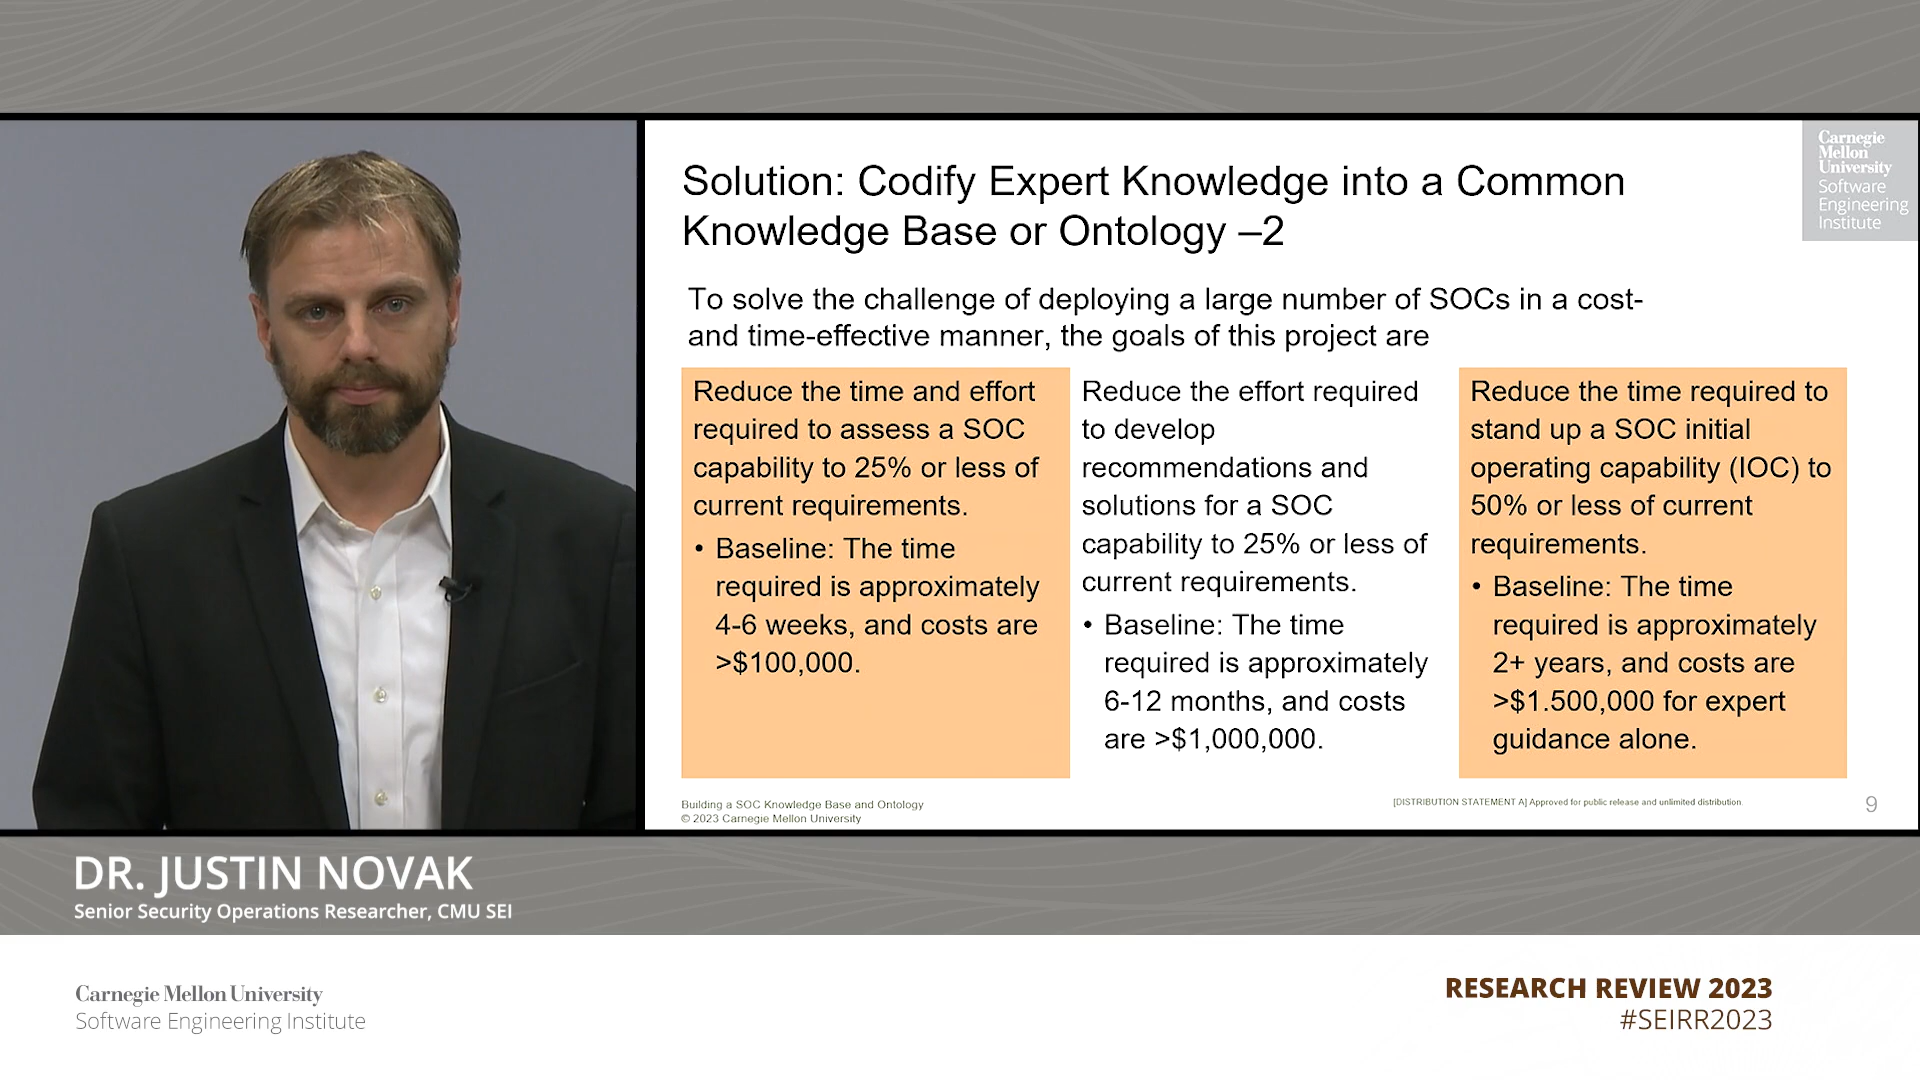 Carnegie
Mellon
University
Software
Engineering
Institute
Solution: Codify Expert Knowledge into a Common
Knowledge Base or Ontology –2
To solve the challenge of deploying a large number of SOCs in a cost-
and time-effective manner, the goals of this project are
Reduce the time and effort
required to assess a SOC
capability to 25% or less of
current requirements.
• Baseline: The time
required is approximately
4-6 weeks, and costs are
>$100,000.
Reduce the effort required
to develop
recommendations and
solutions for a SOC
capability to 25% or less of
current requirements.
• Baseline: The time
required is approximately
6-12 months, and costs
are >$1,000,000.
Reduce the time required to
stand up a SOC initial
operating capability (IOC) to
50% or less of current
requirements.
• Baseline: The time
required is approximately
2+ years, and costs are
>$1.500,000 for expert
guidance alone.
Building a SOC Knowledge Base and Ontology
© 2023 Carnegie Mellon University
[DISTRIBUTION STATEMENT A] Approved for public release and unlimited distribution.
9
DR. JUSTIN NOVAK
Senior Security Operations Researcher, CMU SEI
Carnegie Mellon University
Software Engineering Institute
RESEARCH REVIEW 2023
#SEIRR2023